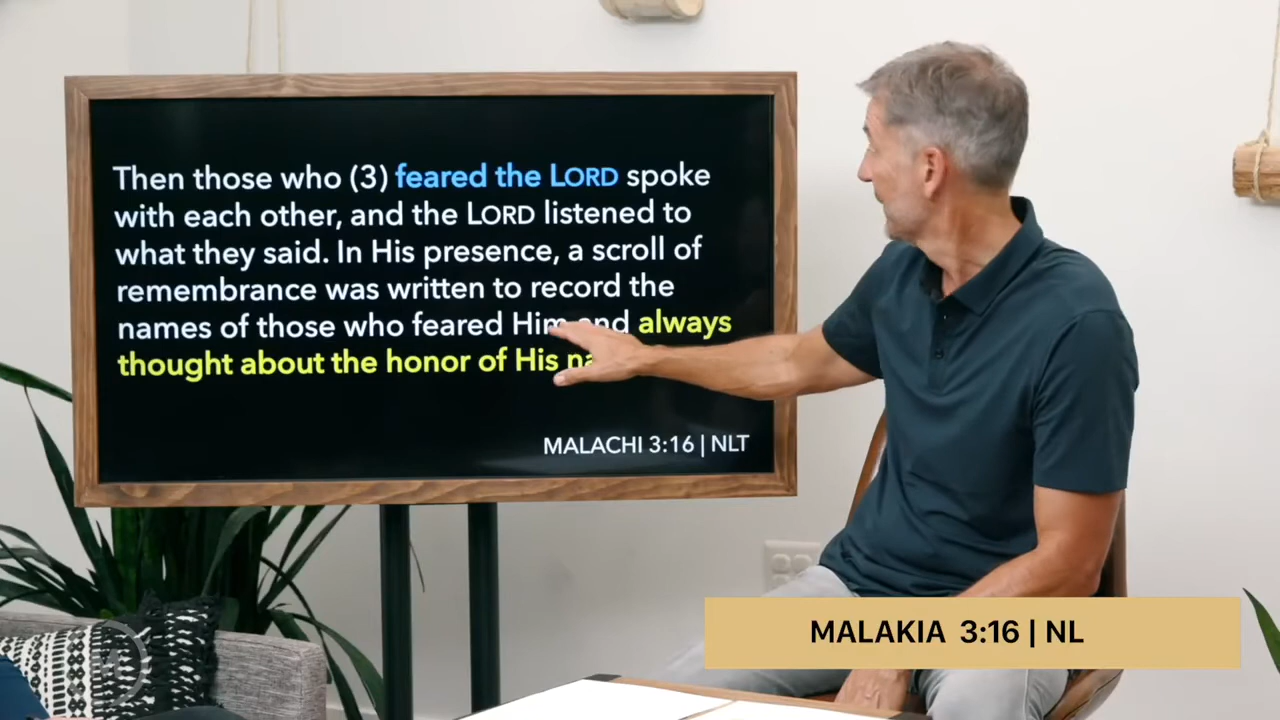 Then those who (3) feared the LORD spoke
with each other, and the LORD listened to
what they said. In His presence, a scroll of
remembrance was written to record the
names of those who feared Him and always
thought about the honor of His
MALACHI 3:16 | NLT
MALAKIA 3:16 | NL